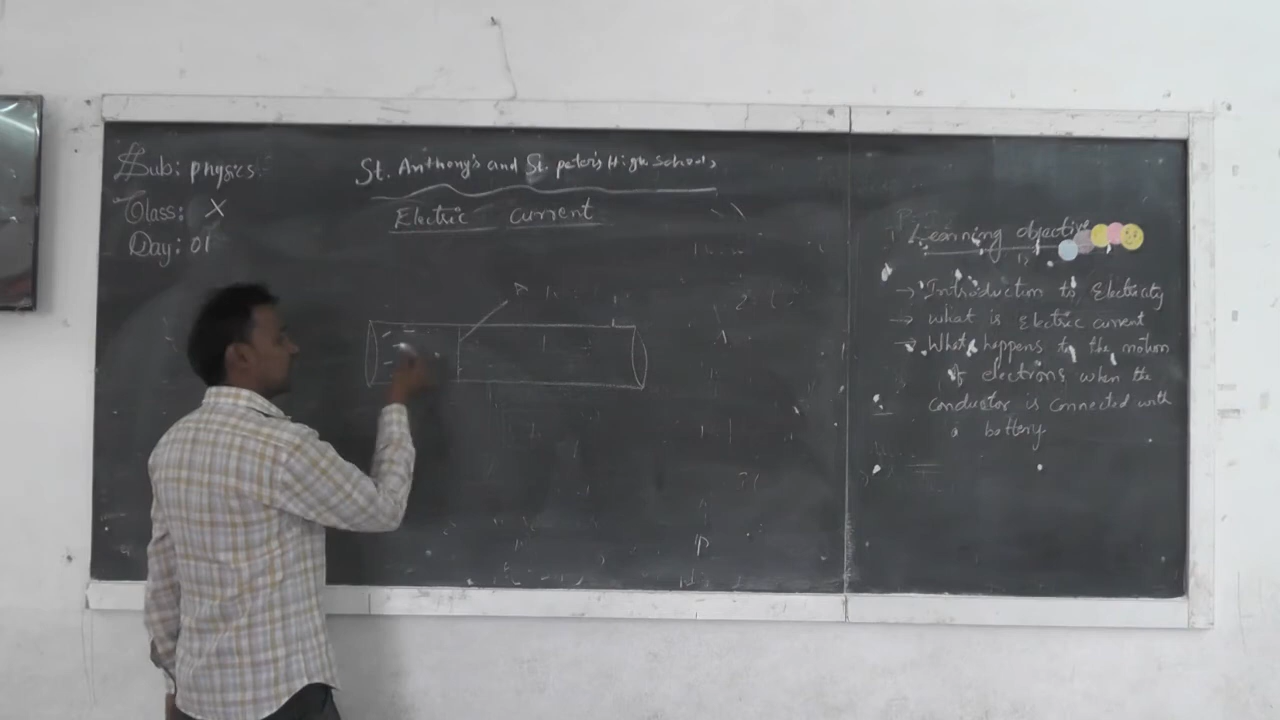 Sub: physics
Class: X
Day: 01
St. Anthony's and St. peter's High Schools
Electric current
A
Learning objective
→ Introduction to Electricity
→ what is Electric current
→ What happens to the motion
of electrons when the
conductor is connected with
a battery